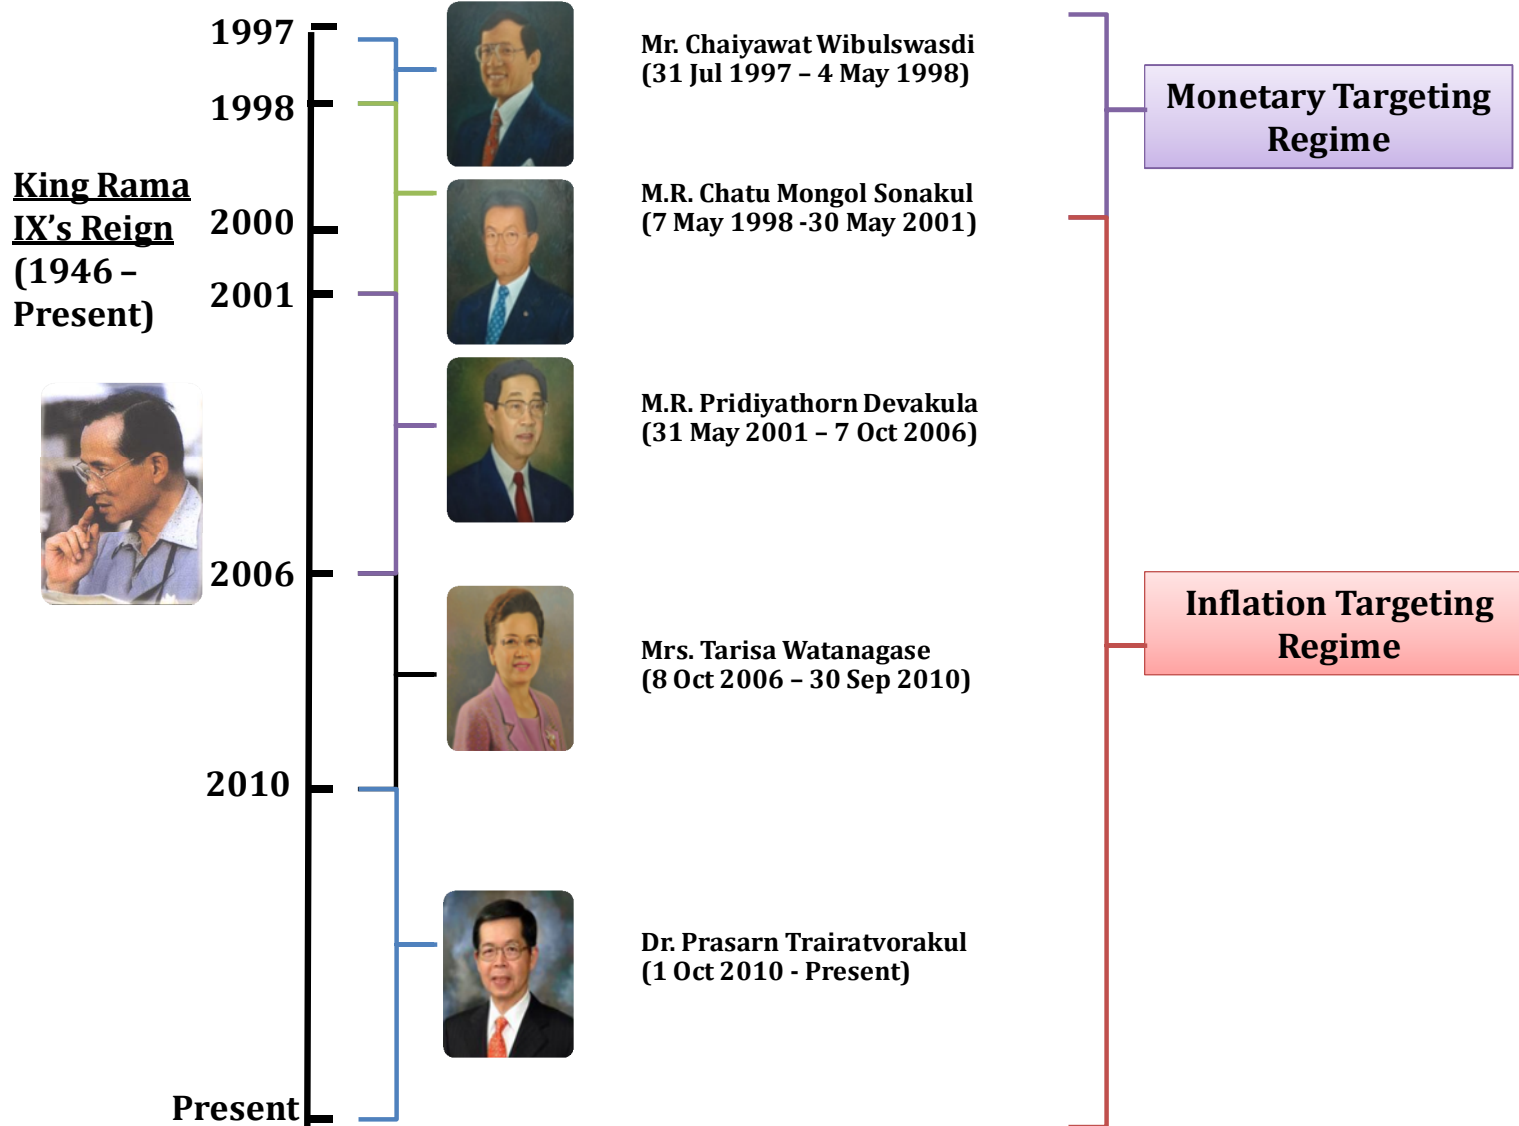 1997
1998
2000
2001
2006
2010
Present
King Rama
IX’s Reign
(1946 –
Present)
Mr. Chaiyawat Wibulswasdi
(31 Jul 1997 – 4 May 1998)
M.R. Chatu Mongol Sonakul
(7 May 1998 -30 May 2001)
M.R. Pridiyathorn Devakula
(31 May 2001 – 7 Oct 2006)
Mrs. Tarisa Watanagase
(8 Oct 2006 – 30 Sep 2010)
Dr. Prasarn Trairatvorakul
(1 Oct 2010 - Present)
Monetary Targeting
Regime
Inflation Targeting
Regime